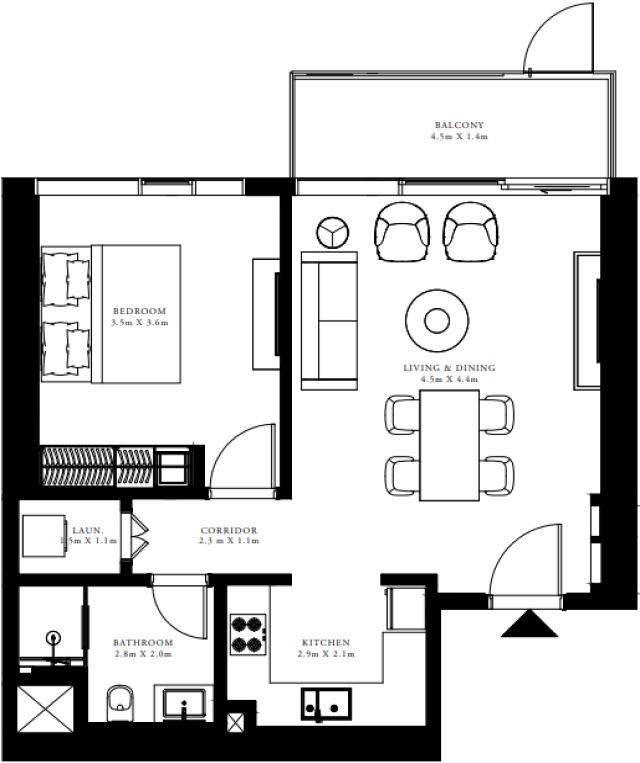 BALCONY
4.5m X 1.4m
BEDROOM
3.5m X 3.6m
LIVING & DINING
4.5m X 4.4m
LAUN.
1.5m X 1.1m
CORRIDOR
2.3 m X 1.1m
BATHROOM
2.8m X 2.0m
KITCHEN
2.9m X 2.1m